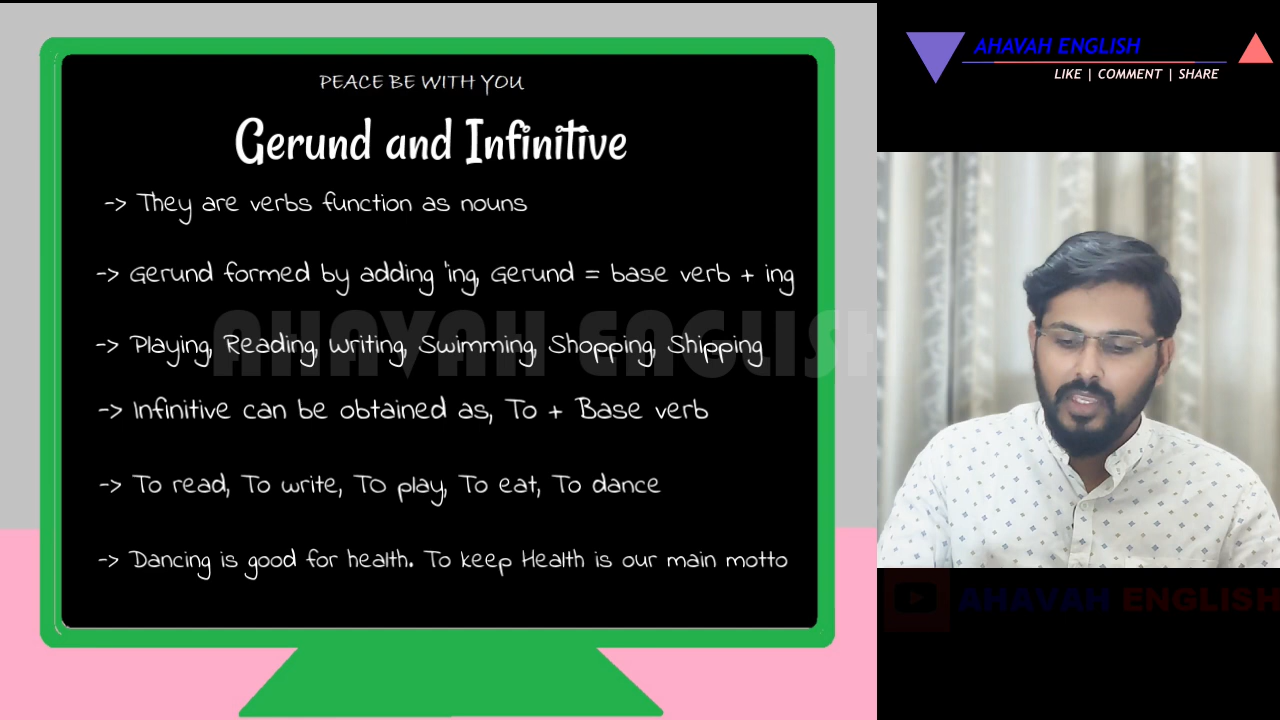 PEACE BE WITH YOU
Gerund and Infinitive
-> They are verbs function as nouns
-> Gerund formed by adding 'ing, Gerund = base verb + ing
-> Playing, Reading, Writing, Swimming, Shopping, Shipping
-> Infinitive can be obtained as, To + Base verb
-> To read, To write, To play, To eat, To dance
-> Dancing is good for health. To keep Health is our main motto
AHAVAH ENGLISH
AHAVAH ENGLISH
LIKE | COMMENT | SHARE
AHAVAH ENGLISH